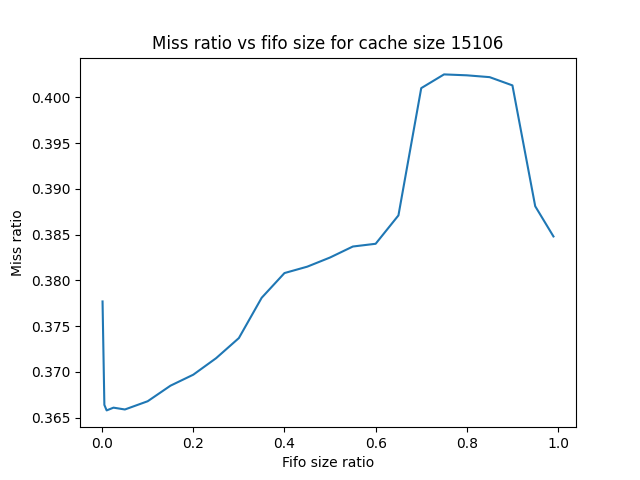 Miss ratio vs fifo size for cache size 15106
0.400
0.395
0.390
0.385
0.380
0.375
0.370
0.365
Miss ratio
0.0 0.2 0.4 0.6 0.8 1.0
Fifo size ratio